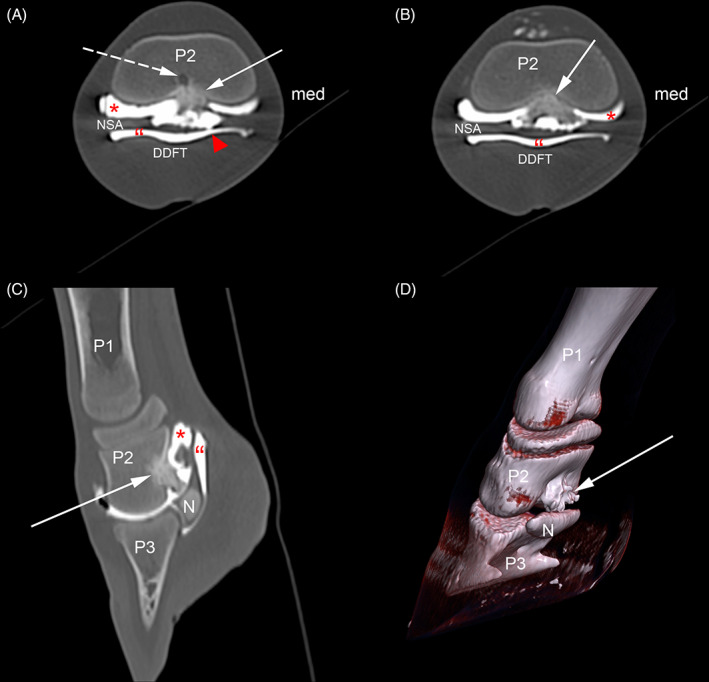 (A)
P2
*
NSA
“
DDFT
med
(B)
P2
med
NSA
*
“
DDFT
(C)
P1
P2
*
“
N
P3
(D)
P1
P2
N
P3